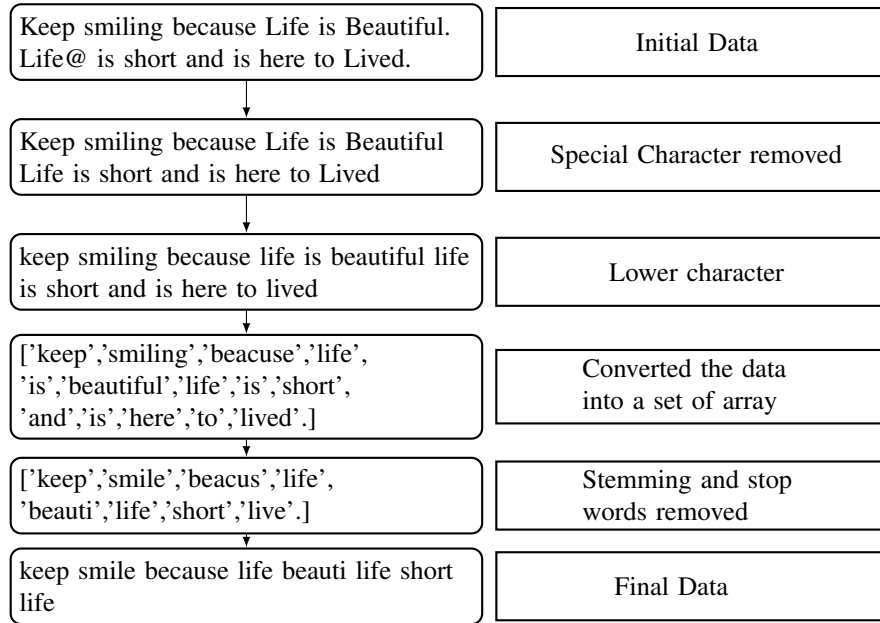 Keep smiling because Life is Beautiful.
Life@ is short and is here to Lived.
Initial Data
Keep smiling because Life is Beautiful
Life is short and is here to Lived
Special Character removed
keep smiling because life is beautiful life
is short and is here to lived
Lower character
['keep','smiling','beacuse','life',
'is','beautiful','life','is','short',
'and','is','here','to','lived'.]
Converted the data
into a set of array
['keep','smile','beacus','life',
'beauti','life','short','live'.]
Stemming and stop
words removed
keep smile because life beauti life short
life
Final Data